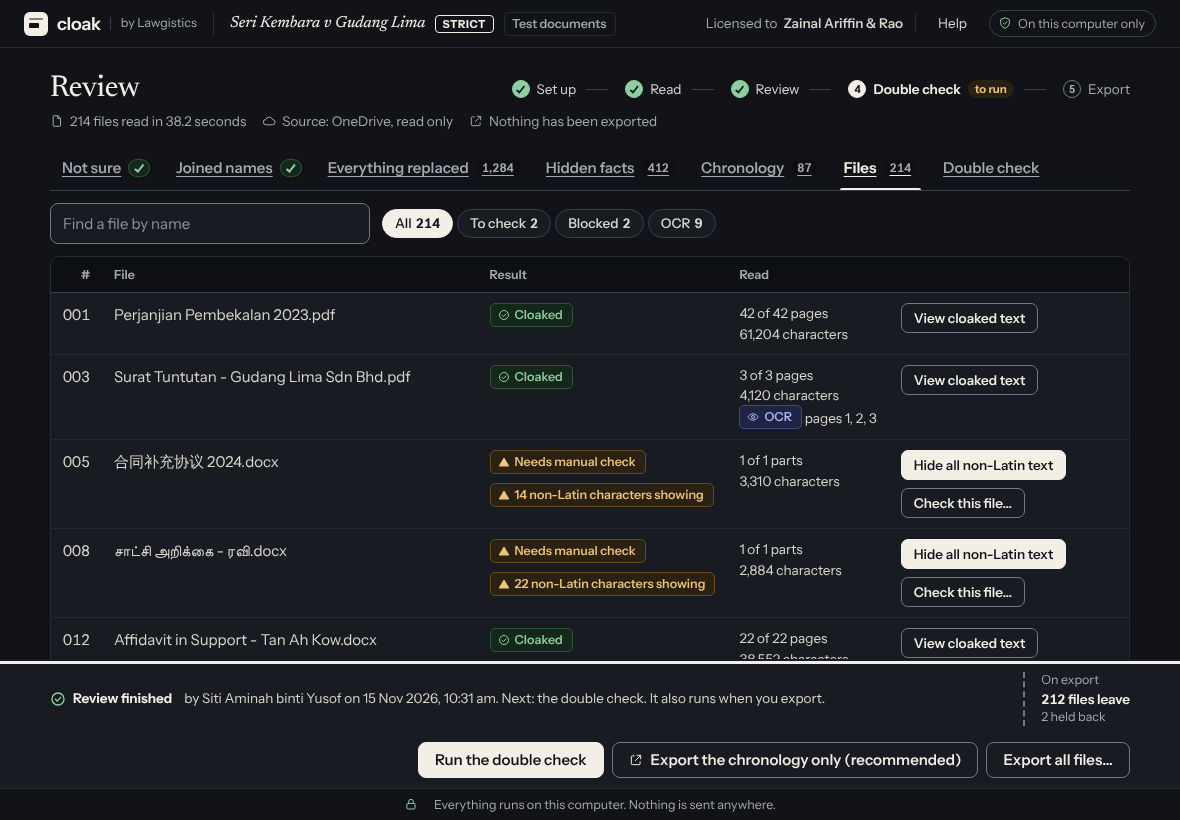 cloak by Lawgistics Seri Kembara v Gudang Lima STRICT Test documents Licensed to Zainal Ariffin & Rao Help On this computer only
Review
Set up Read Review 4 Double check to run 5 Export
214 files read in 38.2 seconds Source: OneDrive, read only Nothing has been exported
Not sure Joined names Everything replaced 1,284 Hidden facts 412 Chronology 87 Files 214 Double check
Find a file by name All 214 To check 2 Blocked 2 OCR 9
# File Result Read
001 Perjanjian Pembekalan 2023.pdf Cloaked 42 of 42 pages View cloaked text
61,204 characters
003 Surat Tuntutan - Gudang Lima Sdn Bhd.pdf Cloaked 3 of 3 pages View cloaked text
4,120 characters
OCR pages 1, 2, 3
005 合同补充协议 2024.docx Needs manual check 1 of 1 parts Hide all non-Latin text
14 non-Latin characters showing 3,310 characters Check this file…
008 சாட்சி அறிக்கை - ரவி.docx Needs manual check 1 of 1 parts Hide all non-Latin text
22 non-Latin characters showing 2,884 characters Check this file…
012 Affidavit in Support - Tan Ah Kow.docx Cloaked 22 of 22 pages View cloaked text
Review finished by Siti Aminah binti Yusof on 15 Nov 2026, 10:31 am. Next: the double check. It also runs when you export.
On export
212 files leave
2 held back
Run the double check Export the chronology only (recommended) Export all files…
Everything runs on this computer. Nothing is sent anywhere.